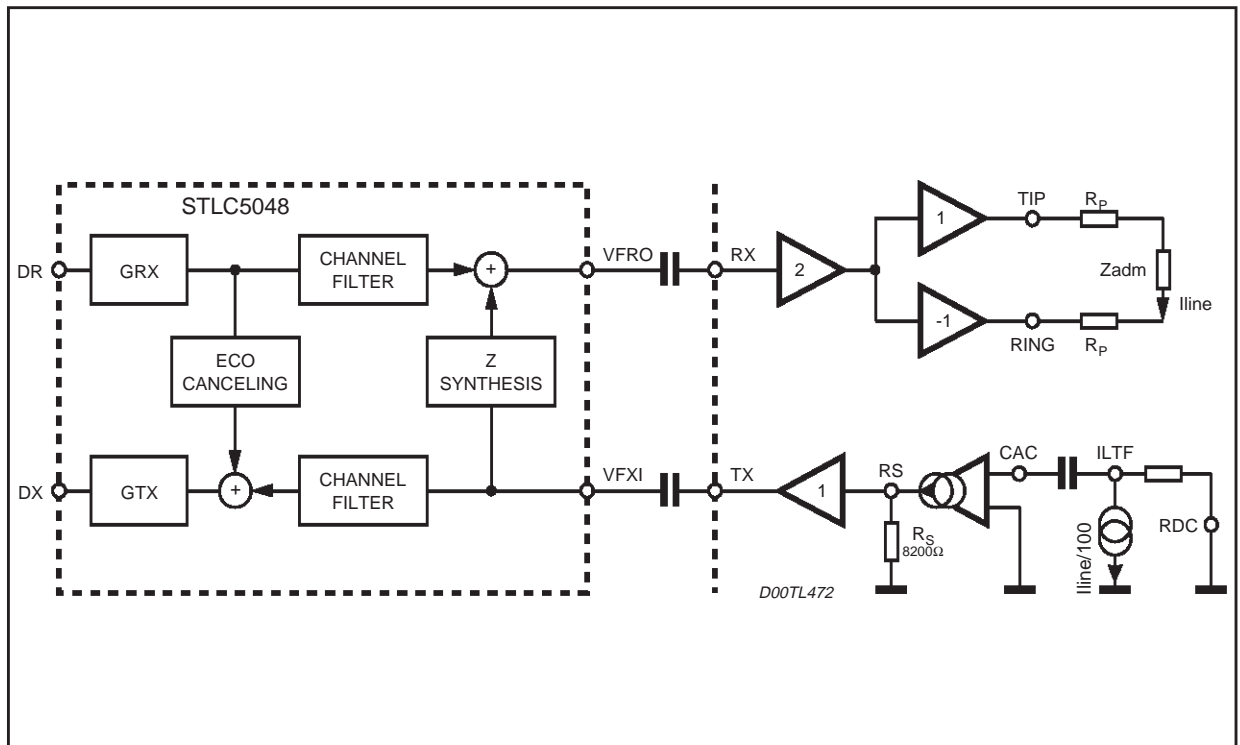 STLC5048
DR
GRX
CHANNEL
FILTER
+
VFRO
RX
2
1
-1
TIP
RP
Zadm
Iline
RING
RP
ECO
CANCELING
Z
SYNTHESIS
DX
GTX
+
CHANNEL
FILTER
VFXI
TX
1
RS
RS
8200Ω
CAC
ILTF
Iline/100
RDC
D00TL472